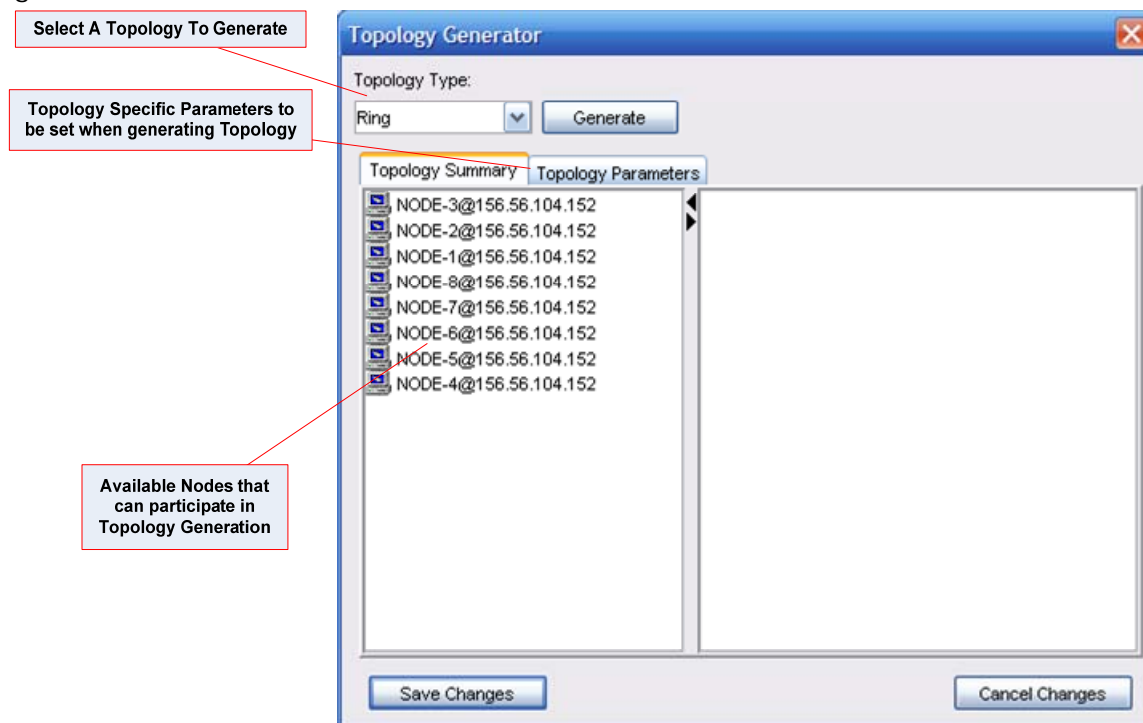 Select A Topology To Generate
Topology Generator
Topology Type:
Topology Specific Parameters to
be set when generating Topology
Ring
Generate
Topology Summary
Topology Parameters
NODE-3@156.56.104.152
NODE-2@156.56.104.152
NODE-1@156.56.104.152
NODE-8@156.56.104.152
NODE-7@156.56.104.152
NODE-6@156.56.104.152
NODE-5@156.56.104.152
NODE-4@156.56.104.152
Available Nodes that
can participate in
Topology Generation
Save Changes
Cancel Changes